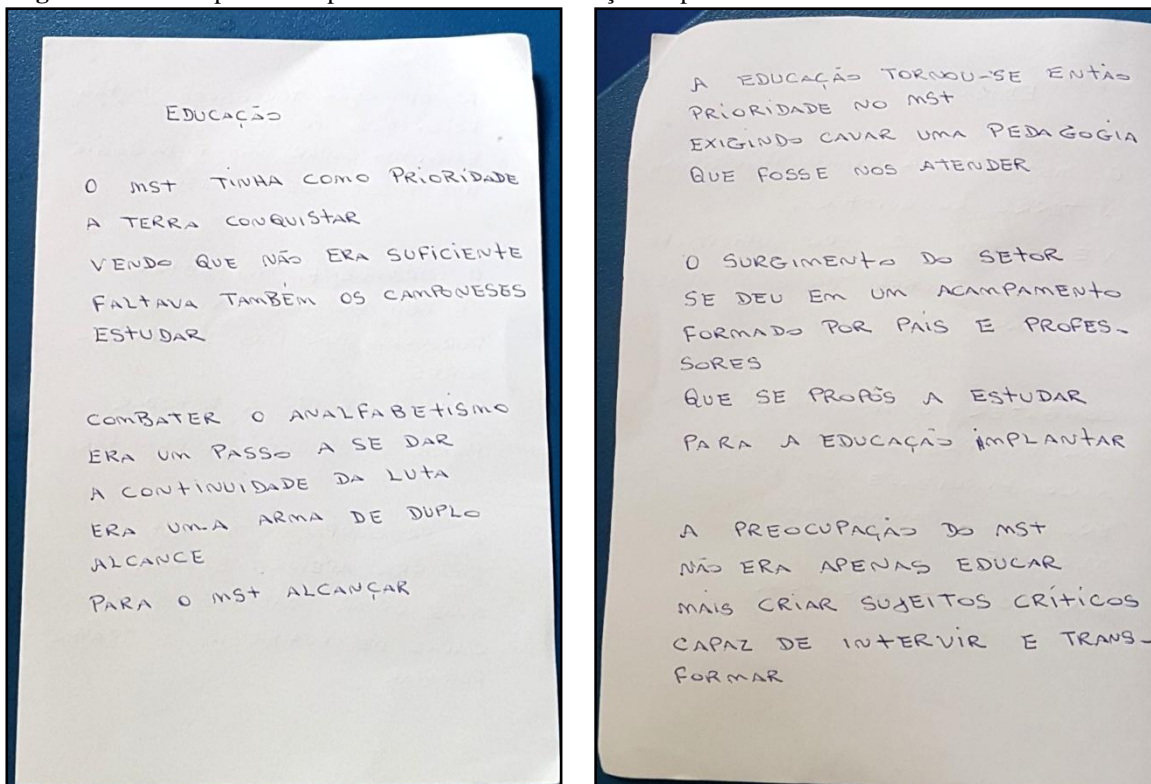 EDUCAÇÃO
O MST TINHA COMO PRIORIDADE
A TERRA CONQUISTAR
VENDO QUE NÃO ERA SUFICIENTE
FALTAVA TAMBÉM OS CAMPONESES
ESTUDAR
COMBATER O ANALFABETISMO
ERA UM PASSO A SE DAR
A CONTINUIDADE DA LUTA
ERA UMA ARMA DE DUPLO
ALCANCE
PARA O MST ALCANÇAR
A EDUCAÇÃO TORNOU-SE ENTÃO
PRIORIDADE NO MST
EXIGINDO CAVAR UMA PEDAGOGIA
QUE FOSSE NOS ATENDER
O SURGIMENTO DO SETOR
SE DEU EM UM ACAMPAMENTO
FORMADO POR PAIS E PROFES-
SORES
QUE SE PROPÔS A ESTUDAR
PARA A EDUCAÇÃO IMPLANTAR
A PREOCUPAÇÃO DO MST
NÃO ERA APENAS EDUCAR
MAIS CRIAR SUJEITOS CRÍTICOS
CAPAZ DE INTERVIR E TRANS-
FORMAR